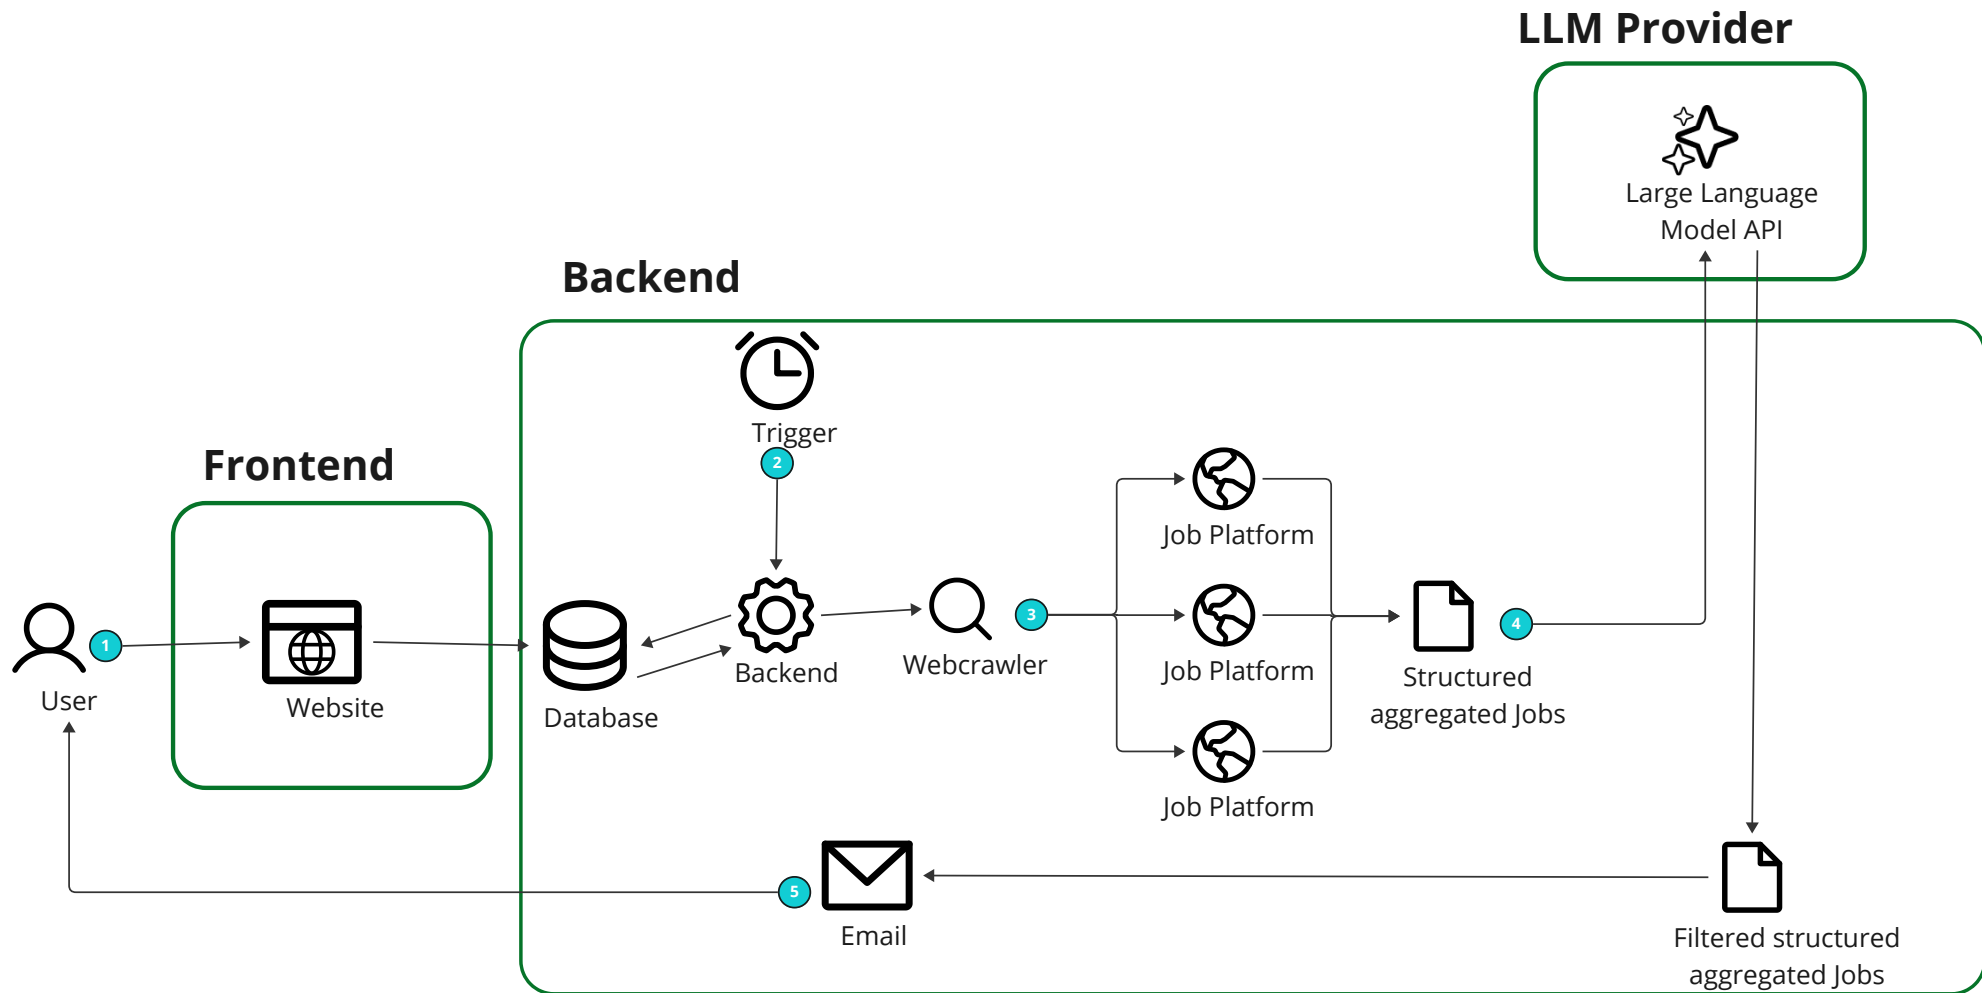 LLM Provider
Large Language
Model API
Backend
Trigger
2
Frontend
Job Platform
1
User
Website
Database
Backend
Webcrawler
3
Job Platform
Structured
aggregated Jobs
4
Job Platform
5
Email
Filtered structured
aggregated Jobs